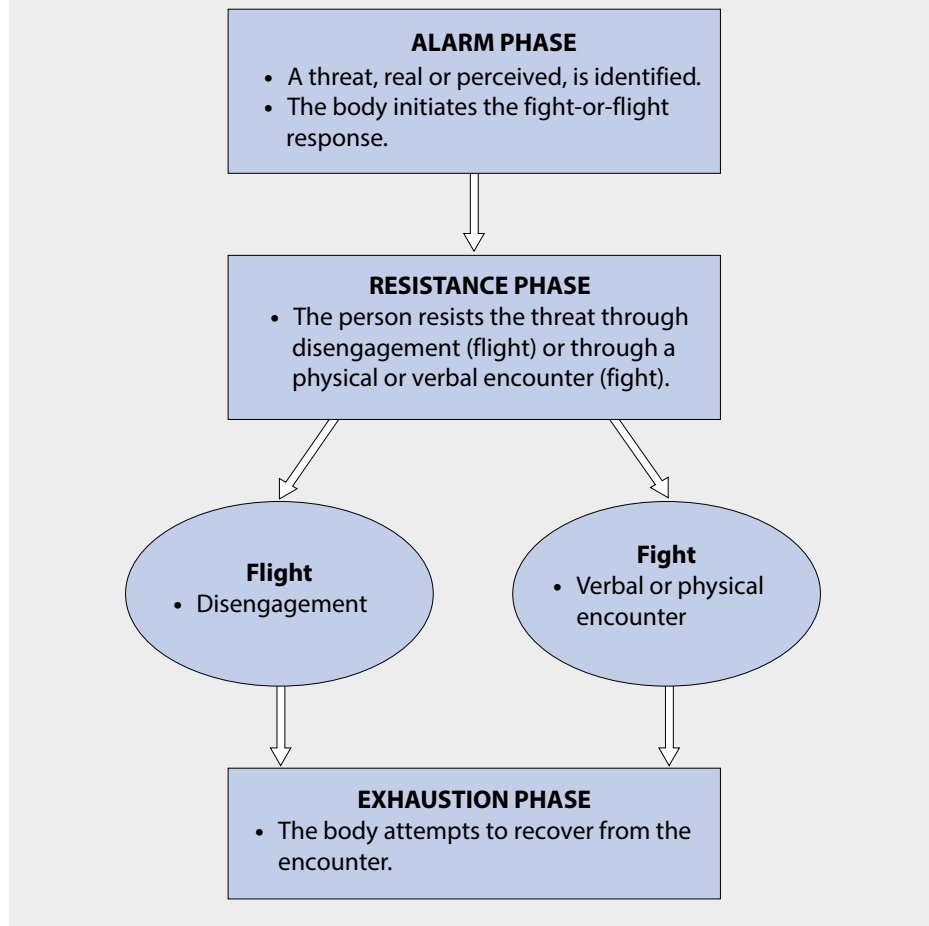 ALARM PHASE
• A threat, real or perceived, is identified.
• The body initiates the fight-or-flight
response.
RESISTANCE PHASE
• The person resists the threat through
disengagement (flight) or through a
physical or verbal encounter (fight).
Flight
• Disengagement
Fight
• Verbal or physical
encounter
EXHAUSTION PHASE
• The body attempts to recover from the
encounter.